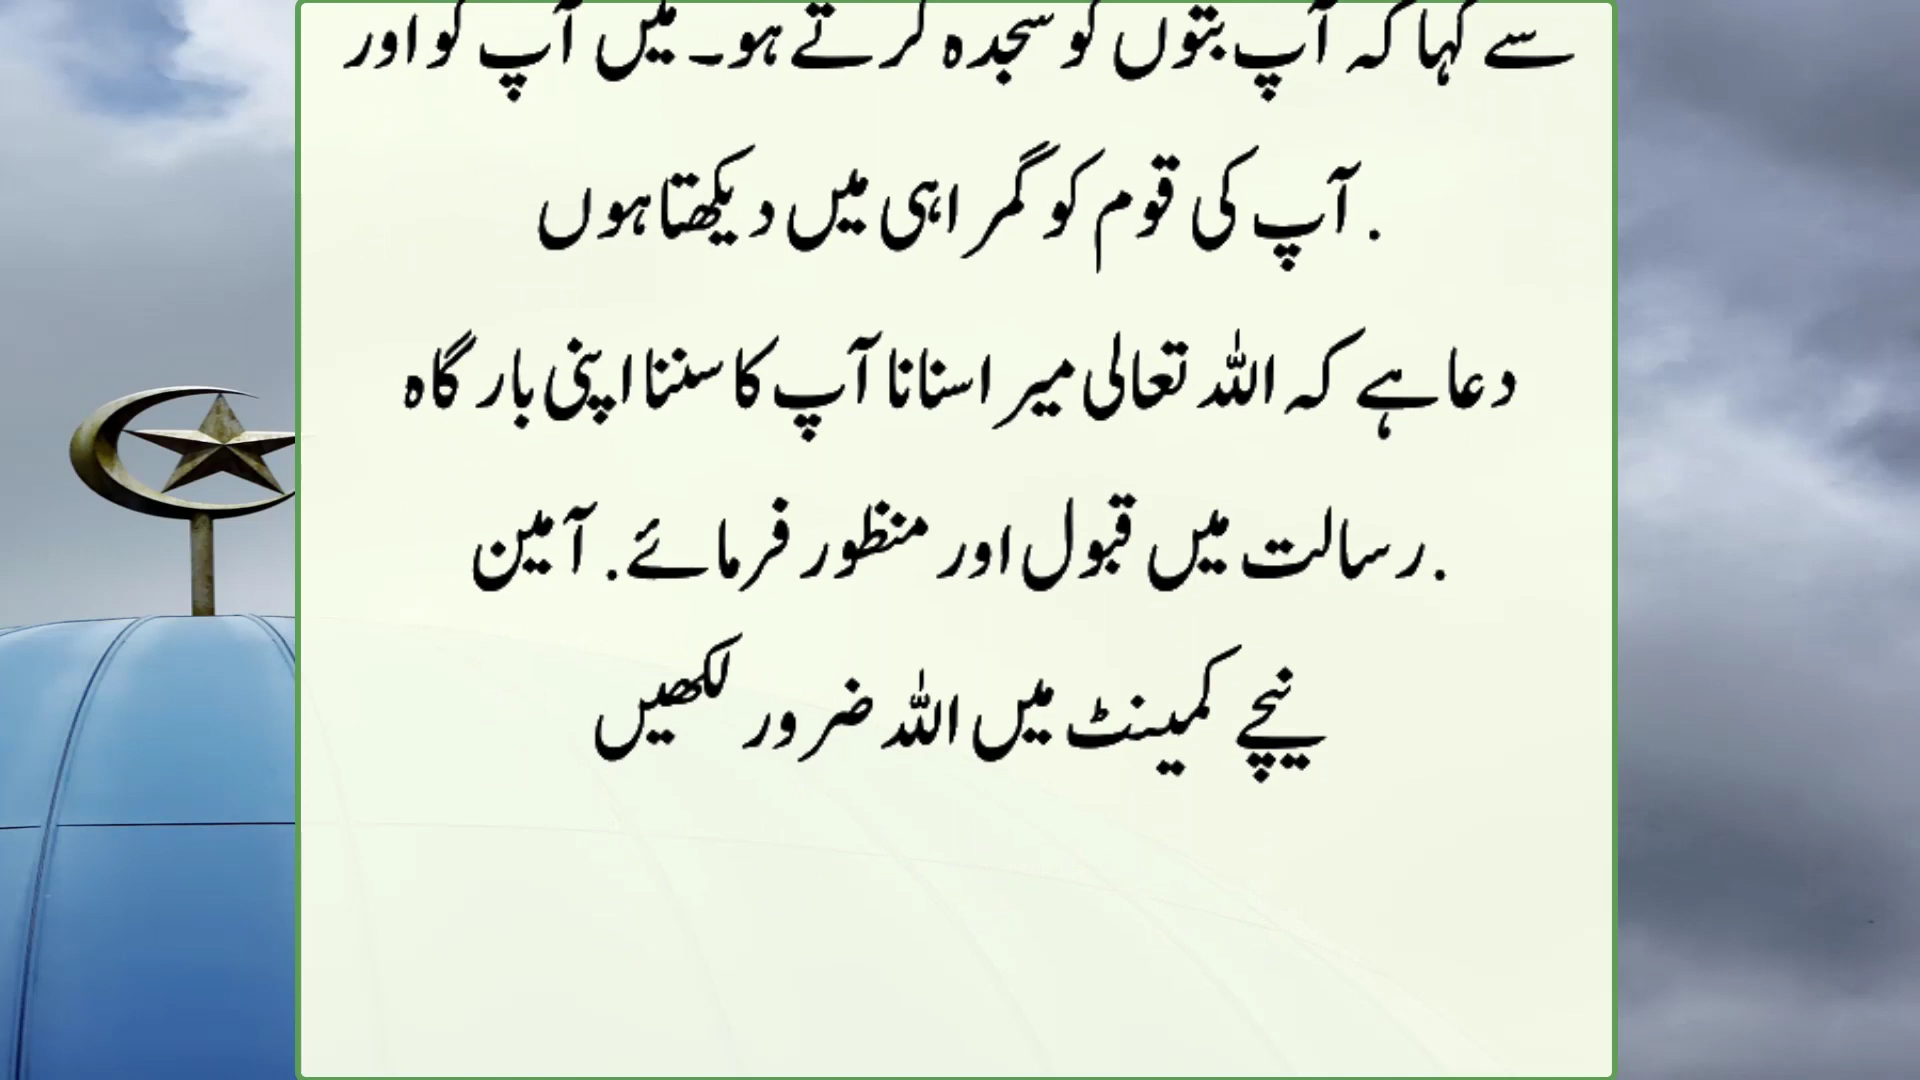 سے کہا کہ آپ بتوں کو سجدہ کرتے ہو۔ میں آپ کو اور
آپ کی قوم کو گمراہی میں دیکھتا ہوں.
دعا ہے کہ اللہ تعالی میرا سنانا آپ کا سننا اپنی بارگاہ
رسالت میں قبول اور منظور فرمائے. آمین.
نیچے کمینٹ میں اللہ ضرور لکھیں